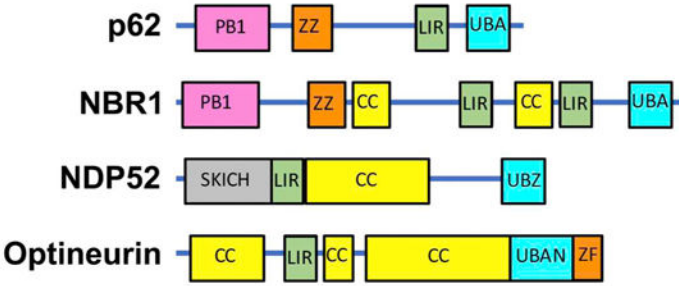 p62 PB1 ZZ LIR UBA
NBR1 PB1 ZZ CC LIR CC LIR UBA
NDP52 SKICH LIR CC UBZ
Optineurin CC LIR CC CC UBAN ZF